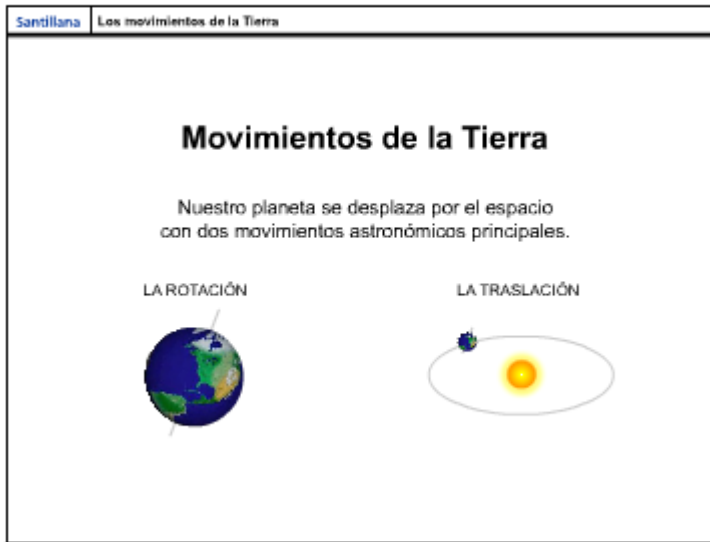 Santillana Los movimientos de la Tierra
Movimientos de la Tierra
Nuestro planeta se desplaza por el espacio
con dos movimientos astronómicos principales.
LA ROTACIÓN
LA TRASLACIÓN